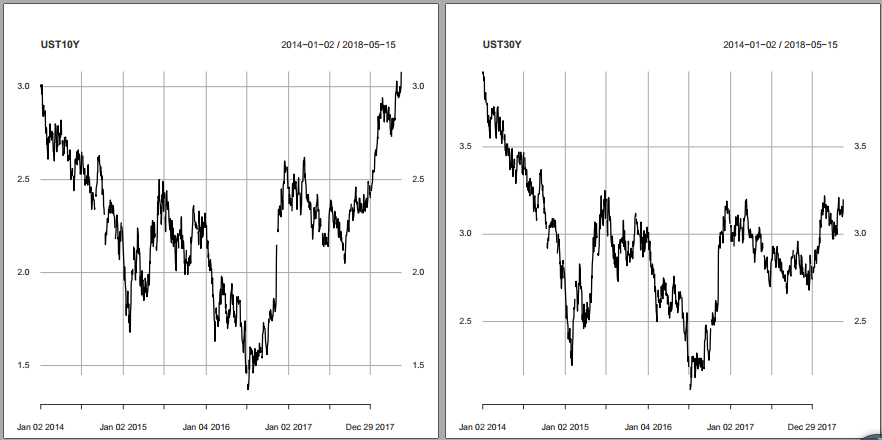 UST10Y 2014−01−02 / 2018−05−15
3.0 3.0
2.5 2.5
2.0 2.0
1.5 1.5
Jan 02 2014 Jan 02 2015 Jan 04 2016 Jan 02 2017 Dec 29 2017
UST30Y 2014−01−02 / 2018−05−15
3.5 3.5
3.0 3.0
2.5 2.5
Jan 02 2014 Jan 02 2015 Jan 04 2016 Jan 02 2017 Dec 29 2017